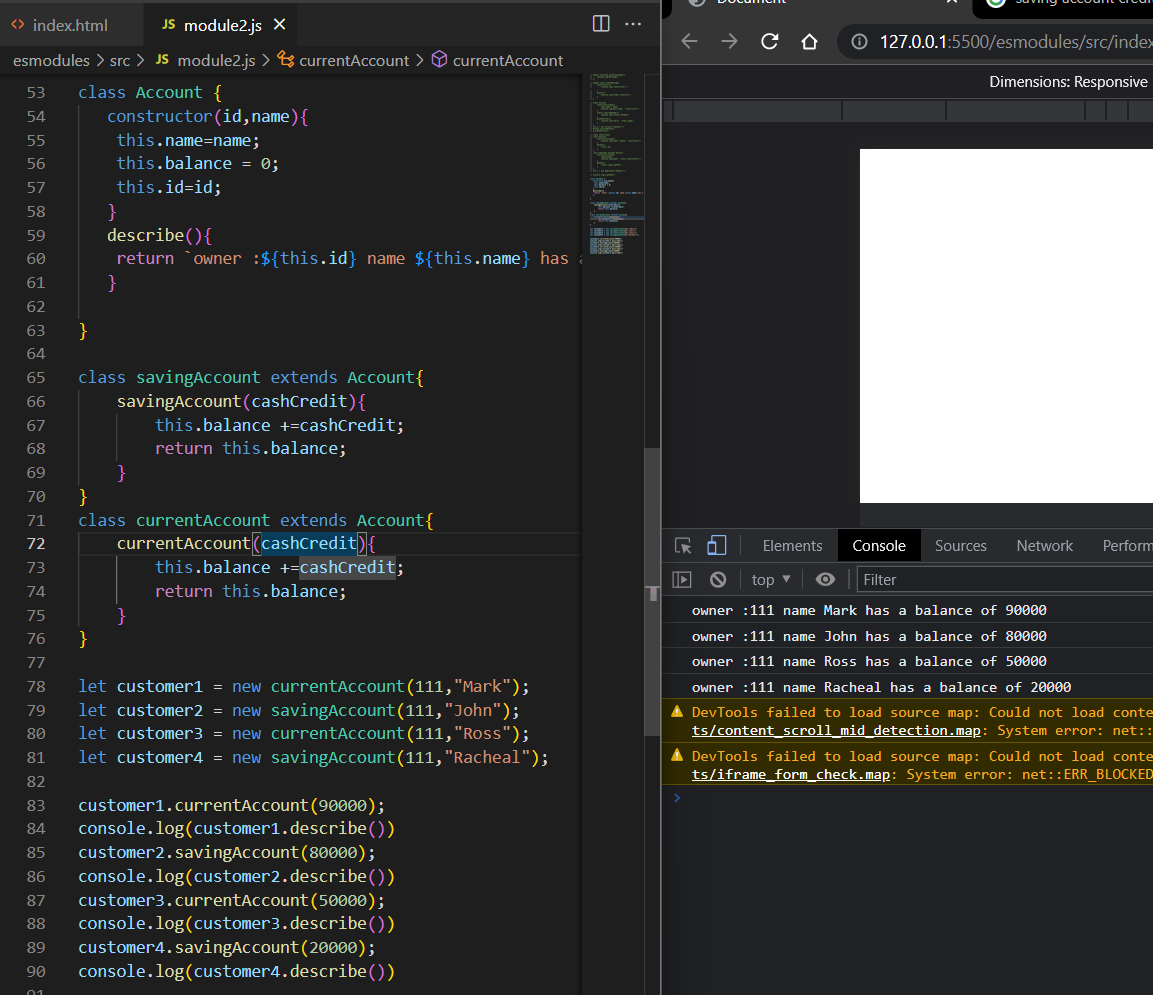 index.html
JS module2.js
esmodules > src > JS module2.js > currentAccount > currentAccount
53 class Account {
54 constructor(id,name){
55 this.name=name;
56 this.balance = 0;
57 this.id=id;
58 }
59 describe(){
60 return `owner :${this.id} name ${this.name} has
61 }
62
63 }
64
65 class savingAccount extends Account{
66 savingAccount(cashCredit){
67 this.balance +=cashCredit;
68 return this.balance;
69 }
70 }
71 class currentAccount extends Account{
72 currentAccount(cashCredit){
73 this.balance +=cashCredit;
74 return this.balance;
75 }
76 }
77
78 let customer1 = new currentAccount(111,"Mark");
79 let customer2 = new savingAccount(111,"John");
80 let customer3 = new currentAccount(111,"Ross");
81 let customer4 = new savingAccount(111,"Racheal");
82
83 customer1.currentAccount(90000);
84 console.log(customer1.describe())
85 customer2.savingAccount(80000);
86 console.log(customer2.describe())
87 customer3.currentAccount(50000);
88 console.log(customer3.describe())
89 customer4.savingAccount(20000);
90 console.log(customer4.describe())
91
Document
saving account credi
127.0.0.1:5500/esmodules/src/index
Dimensions: Responsive
Elements Console Sources Network Perform
top Filter
owner :111 name Mark has a balance of 90000
owner :111 name John has a balance of 80000
owner :111 name Ross has a balance of 50000
owner :111 name Racheal has a balance of 20000
DevTools failed to load source map: Could not load conte
ts/content_scroll_mid_detection.map: System error: net::
DevTools failed to load source map: Could not load conte
ts/iframe_form_check.map: System error: net::ERR_BLOCKED